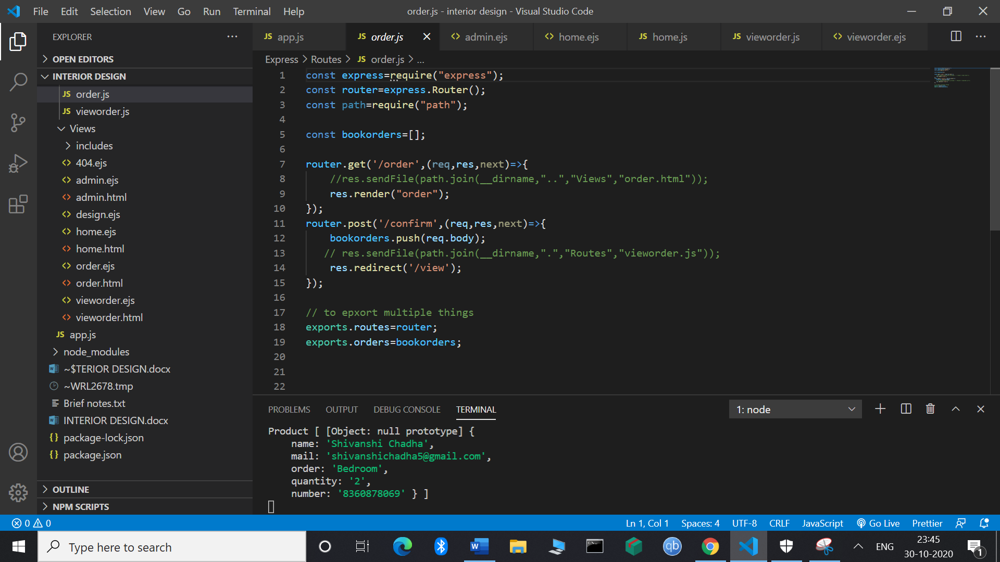 File Edit Selection View Go Run Terminal Help
order.js - interior design - Visual Studio Code
EXPLORER
OPEN EDITORS
INTERIOR DESIGN
JS order.js
JS vieworder.js
Views
includes
404.ejs
admin.ejs
admin.html
design.ejs
home.ejs
home.html
order.ejs
order.html
vieworder.ejs
vieworder.html
JS app.js
node_modules
~$TERIOR DESIGN.docx
~WRL2678.tmp
Brief notes.txt
INTERIOR DESIGN.docx
{} package-lock.json
{} package.json
OUTLINE
NPM SCRIPTS
JS app.js JS order.js <> admin.ejs <> home.ejs JS home.js JS vieworder.js <> vieworder.ejs
Express > Routes > JS order.js > ...
1 const express=require("express");
2 const router=express.Router();
3 const path=require("path");
4
5 const bookorders=[];
6
7 router.get('/order',(req,res,next)=>{
8 //res.sendFile(path.join(__dirname,"..","Views","order.html"));
9 res.render("order");
10 });
11 router.post('/confirm',(req,res,next)=>{
12 bookorders.push(req.body);
13 // res.sendFile(path.join(__dirname,".","Routes","vieworder.js"));
14 res.redirect('/view');
15 });
16
17 // to epxort multiple things
18 exports.routes=router;
19 exports.orders=bookorders;
20
21
22
PROBLEMS OUTPUT DEBUG CONSOLE TERMINAL 1: node
Product [ [Object: null prototype] {
name: 'Shivanshi Chadha',
mail: 'shivanshichadha5@gmail.com',
order: 'Bedroom',
quantity: '2',
number: '8360878069' } ]
0 0 Ln 1, Col 1 Spaces: 4 UTF-8 CRLF JavaScript Go Live Prettier
Type here to search
W
qb
ENG
23:45
30-10-2020
1